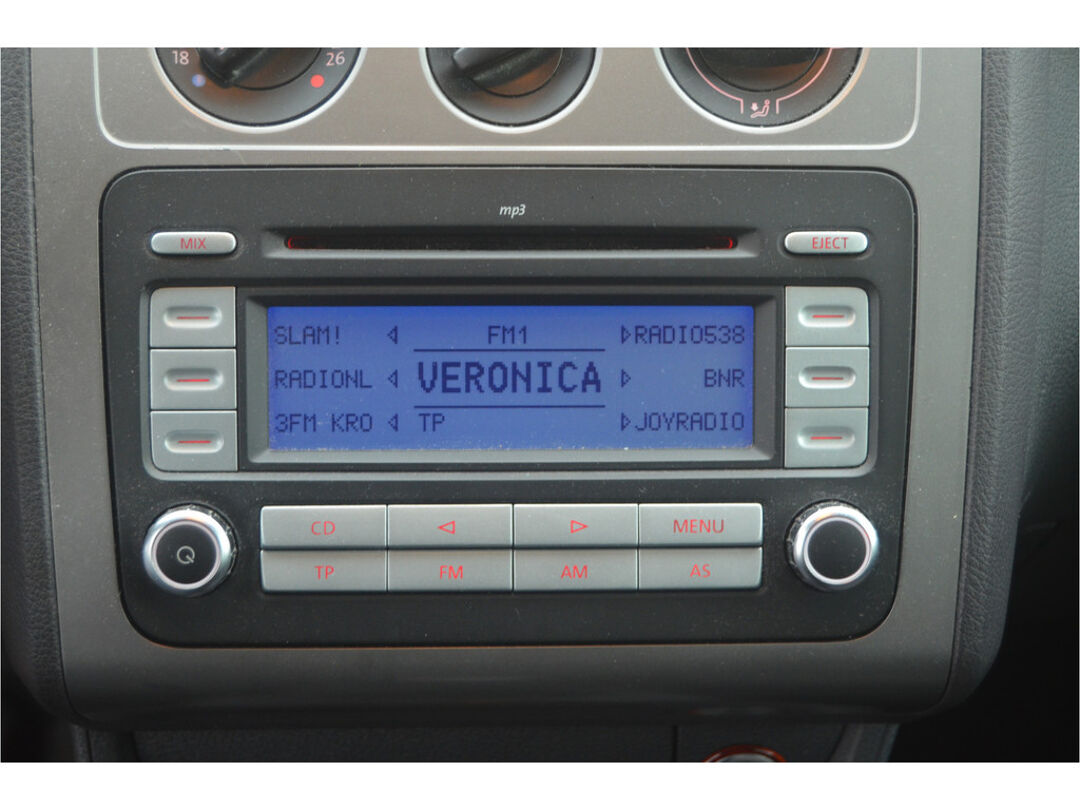 18 26
mp3
MIX EJECT
SLAM! FM1 RADIO538
RADIONL VERONICA BNR
3FM KRO TP JOYRADIO
CD MENU
TP FM AM AS